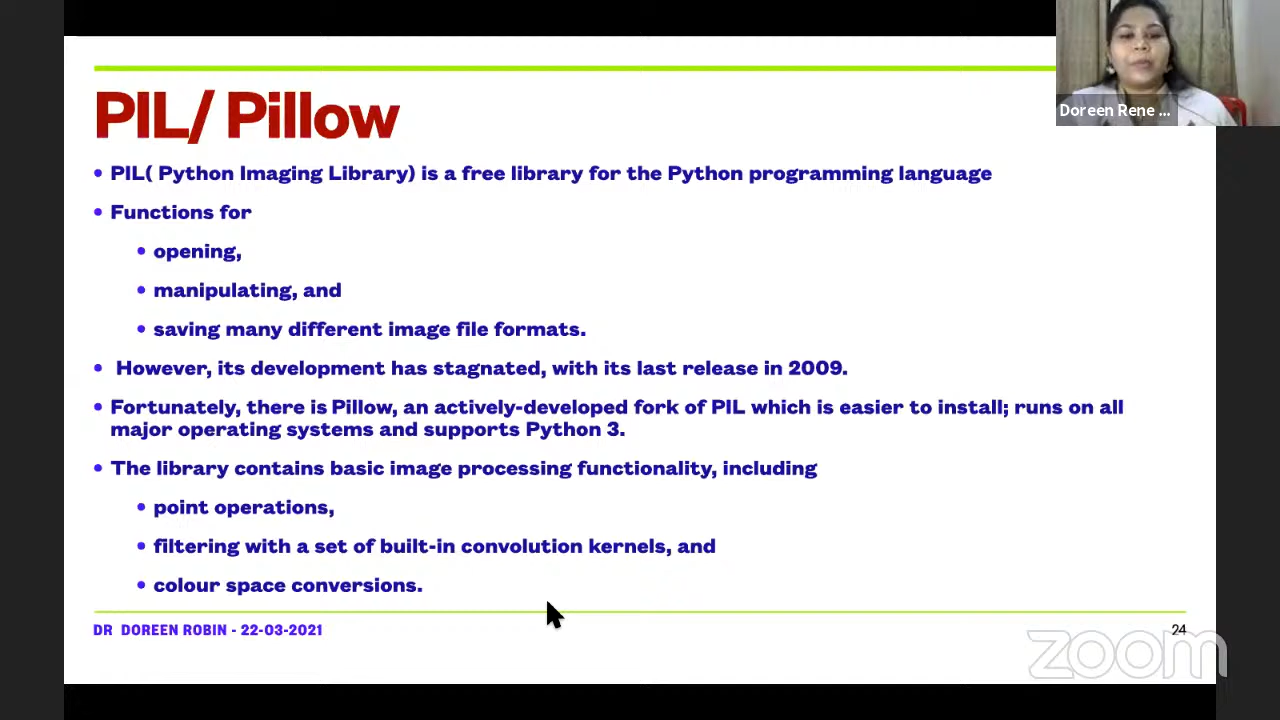 PIL/ Pillow
Doreen Rene ...
• PIL( Python Imaging Library) is a free library for the Python programming language
• Functions for
• opening,
• manipulating, and
• saving many different image file formats.
• However, its development has stagnated, with its last release in 2009.
• Fortunately, there is Pillow, an actively-developed fork of PIL which is easier to install; runs on all
major operating systems and supports Python 3.
• The library contains basic image processing functionality, including
• point operations,
• filtering with a set of built-in convolution kernels, and
• colour space conversions.
DR DOREEN ROBIN - 22-03-2021
24
zoom